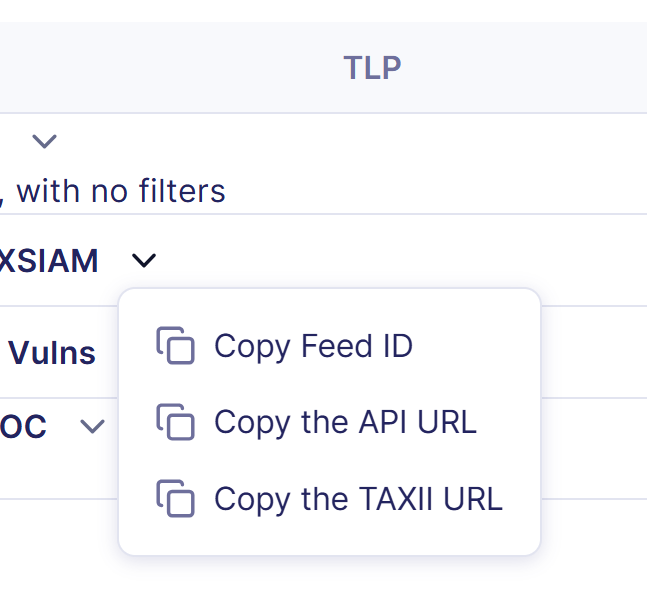 TLP
, with no filters
XSIAM
Copy Feed ID
Vulns
Copy the API URL
OC
Copy the TAXII URL